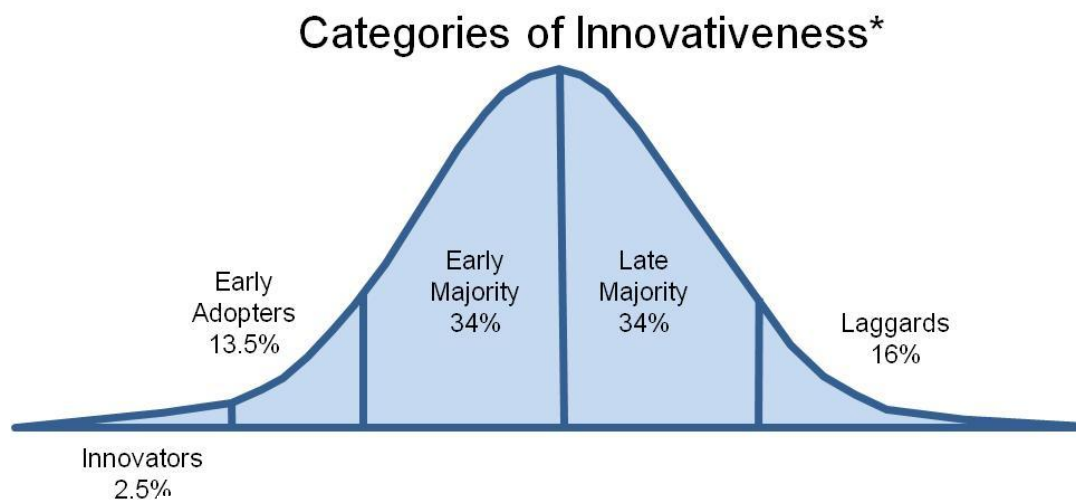 Categories of Innovativeness*
Early
Adopters
13.5%
Early
Majority
34%
Late
Majority
34%
Laggards
16%
Innovators
2.5%